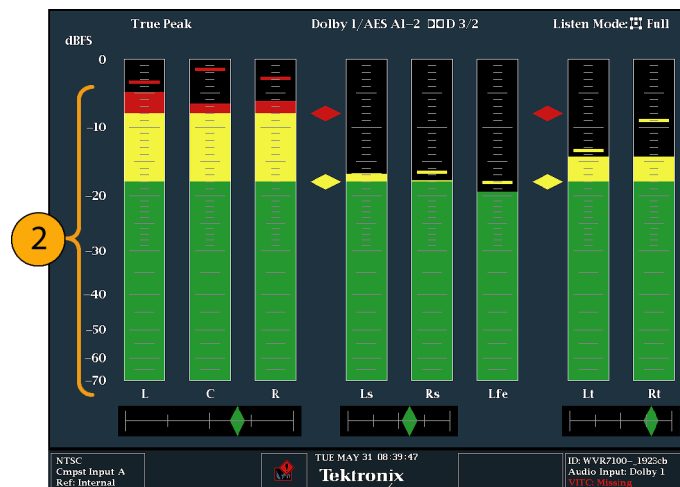 True Peak
Dolby 1/AES A1-2 D 3/2
Listen Mode: Full
dBFS
0
-10
-20
-30
-40
-50
-60
-70
2
L C R Ls Rs Lfe Lt Rt
NTSC
Cmpst Input A
Ref: Internal
TUE MAY 31 08:39:47
Tektronix
ID: WVR7100-_1923cb
Audio Input: Dolby 1
VITC: Missing